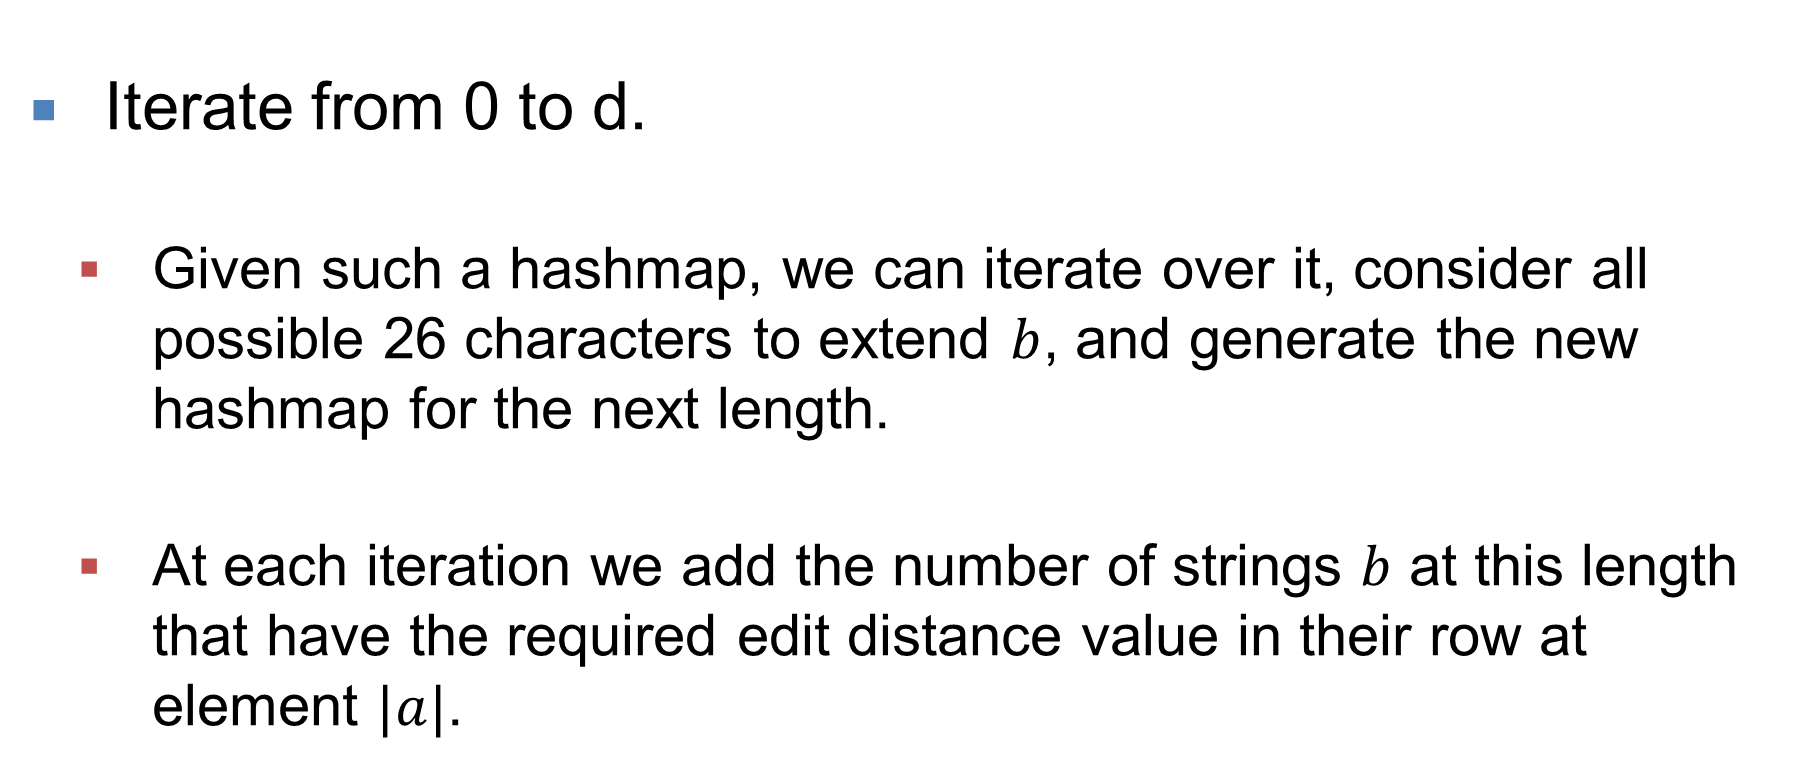 Iterate from 0 to d.
Given such a hashmap, we can iterate over it, consider all
possible 26 characters to extend b, and generate the new
hashmap for the next length.
At each iteration we add the number of strings b at this length
that have the required edit distance value in their row at
element |a|.